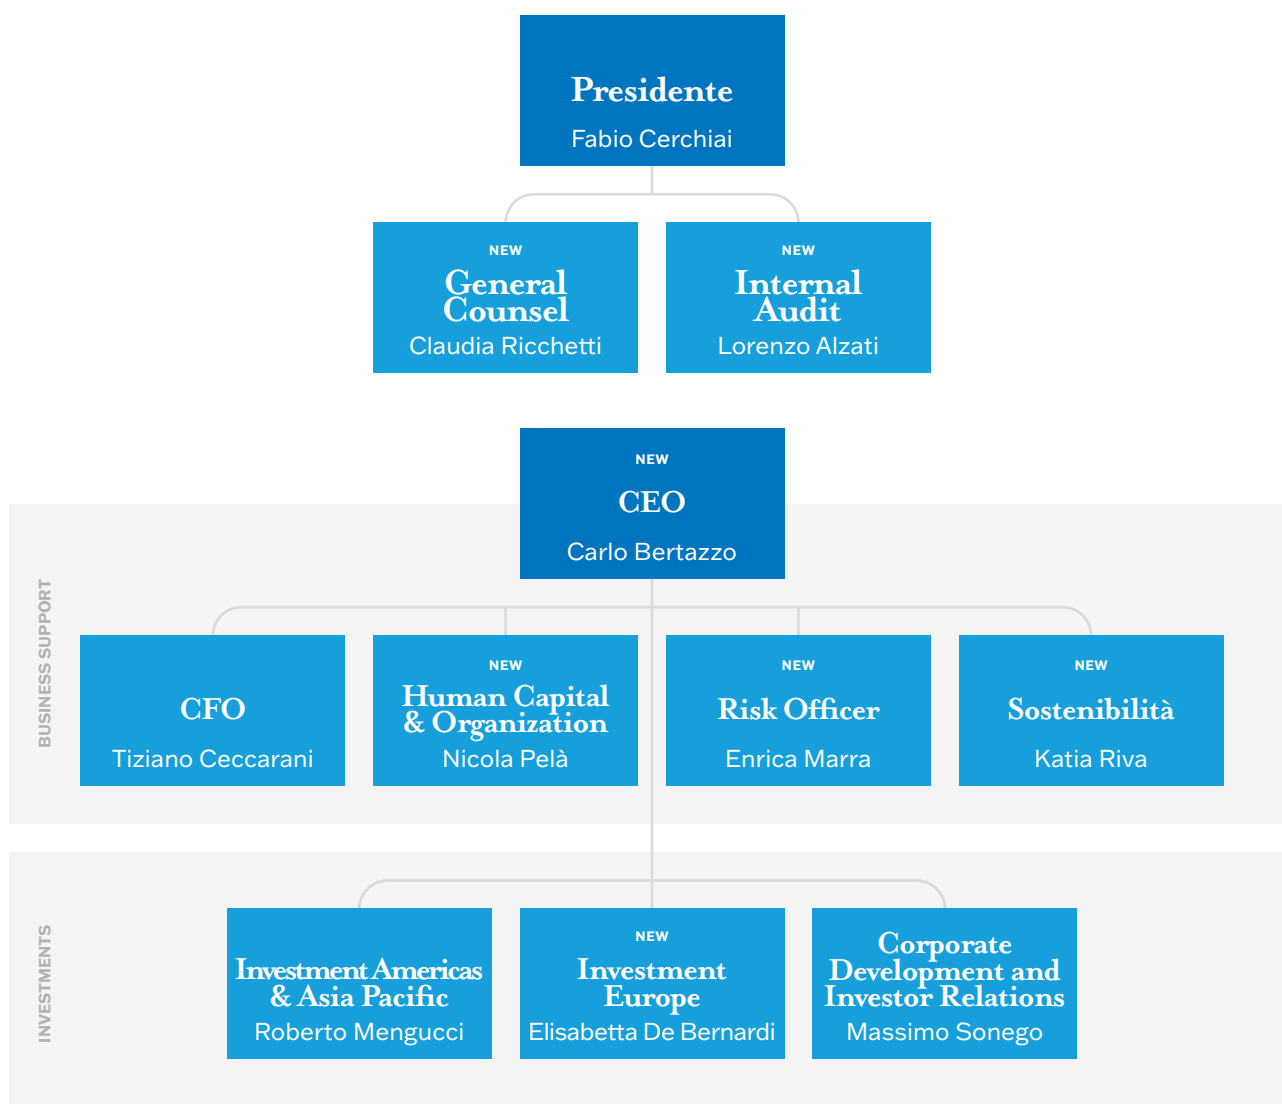 Presidente
Fabio Cerchiai
NEW
General
Counsel
Claudia Ricchetti
NEW
Internal
Audit
Lorenzo Alzati
NEW
CEO
Carlo Bertazzo
BUSINESS SUPPORT
CFO
Tiziano Ceccarani
NEW
Human Capital
& Organization
Nicola Pelà
NEW
Risk Officer
Enrica Marra
NEW
Sostenibilità
Katia Riva
INVESTMENTS
Investment Americas
& Asia Pacific
Roberto Mengucci
NEW
Investment
Europe
Elisabetta De Bernardi
Corporate
Development and
Investor Relations
Massimo Sonego